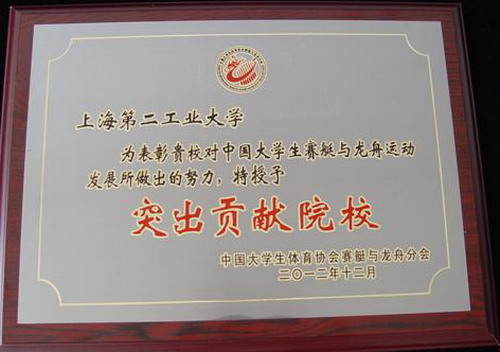 上海第二工业大学
为表彰贵校对中国大学生赛艇与龙舟运动
发展所做出的努力，特授予
突出贡献院校
中国大学生体育协会赛艇与龙舟分会
二〇一二年十二月